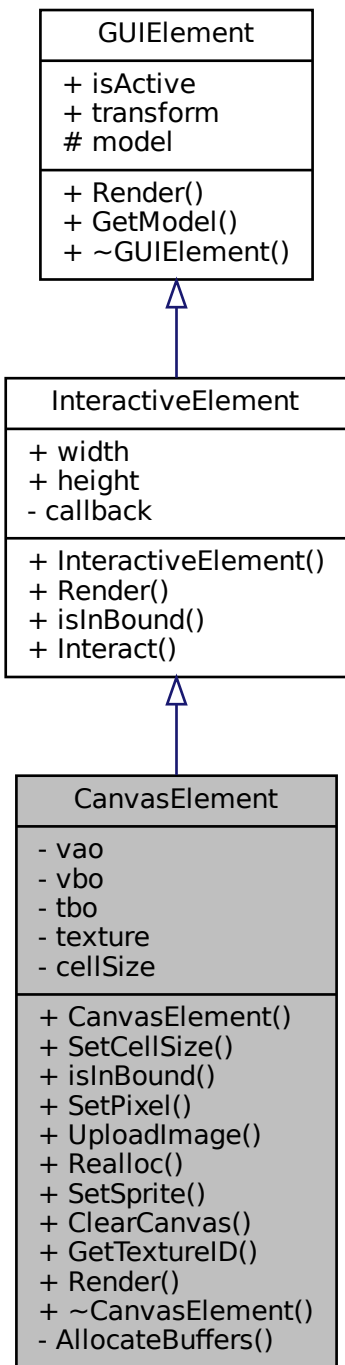 GUIElement
+ isActive
+ transform
# model
+ Render()
+ GetModel()
+ ~GUIElement()
InteractiveElement
+ width
+ height
- callback
+ InteractiveElement()
+ Render()
+ isInBound()
+ Interact()
CanvasElement
- vao
- vbo
- tbo
- texture
- cellSize
+ CanvasElement()
+ SetCellSize()
+ isInBound()
+ SetPixel()
+ UploadImage()
+ Realloc()
+ SetSprite()
+ ClearCanvas()
+ GetTextureID()
+ Render()
+ ~CanvasElement()
- AllocateBuffers()